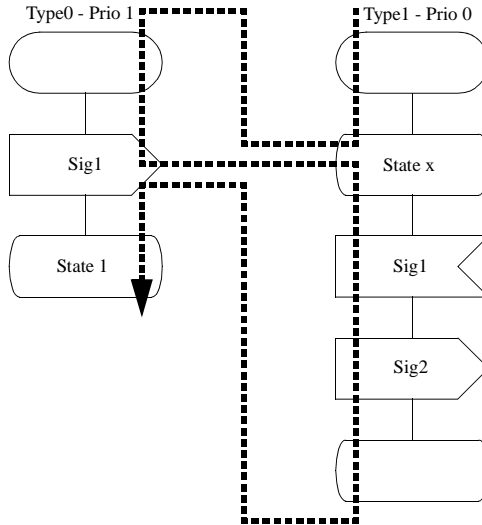 Type0 - Prio 1
Type1 - Prio 0
Sig1
State x
State 1
Sig1
Sig2